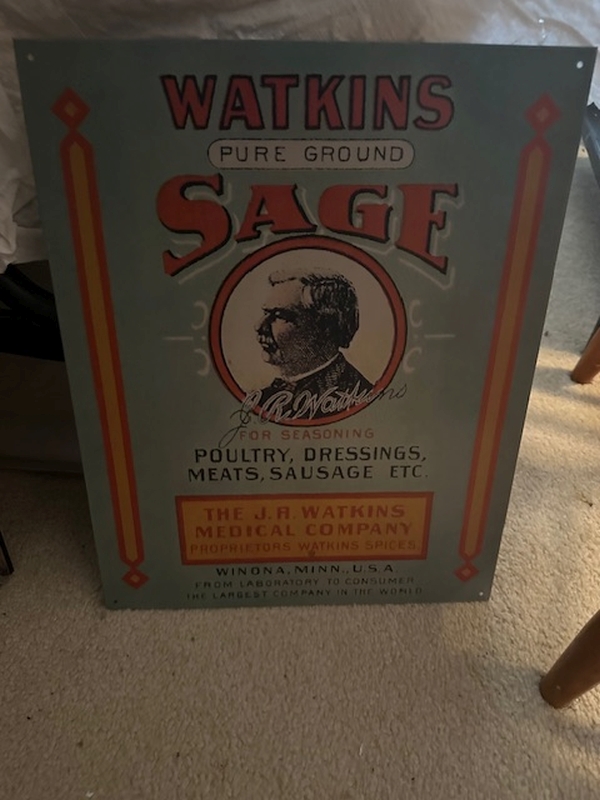 WATKINS
PURE GROUND
SAGE
J. R. Watkins
FOR SEASONING
POULTRY, DRESSINGS,
MEATS, SAUSAGE ETC.
THE J.R. WATKINS
MEDICAL COMPANY
PROPRIETORS WATKINS SPICES.
WINONA, MINN., U.S.A.
FROM LABORATORY TO CONSUMER
THE LARGEST COMPANY IN THE WORLD